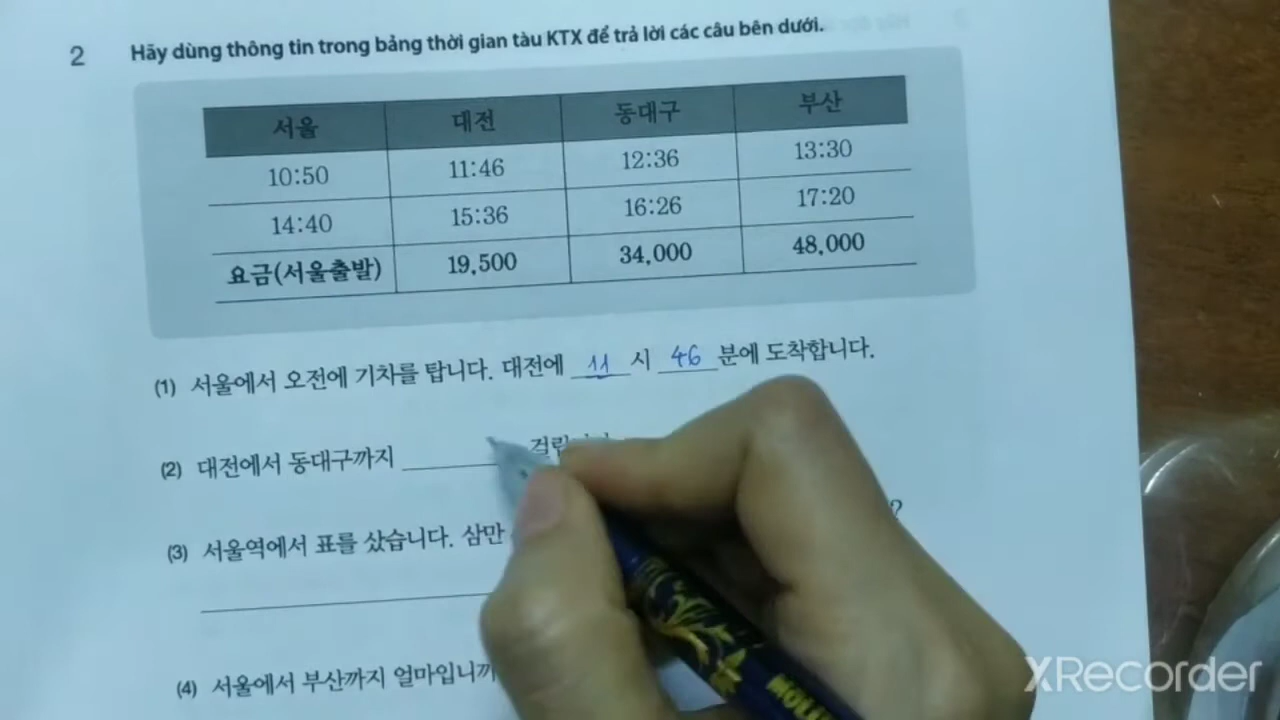 2 Hãy dùng thông tin trong bảng thời gian tàu KTX để trả lời các câu bên dưới.
서울 대전 동대구 부산
10:50 11:46 12:36 13:30
14:40 15:36 16:26 17:20
요금(서울출발) 19,500 34,000 48,000
(1) 서울에서 오전에 기차를 탑니다. 대전에 11 시 46 분에 도착합니다.
(2) 대전에서 동대구까지
(3) 서울역에서 표를 샀습니다. 삼만 ?
(4) 서울에서 부산까지 얼마입니까
XRecorder